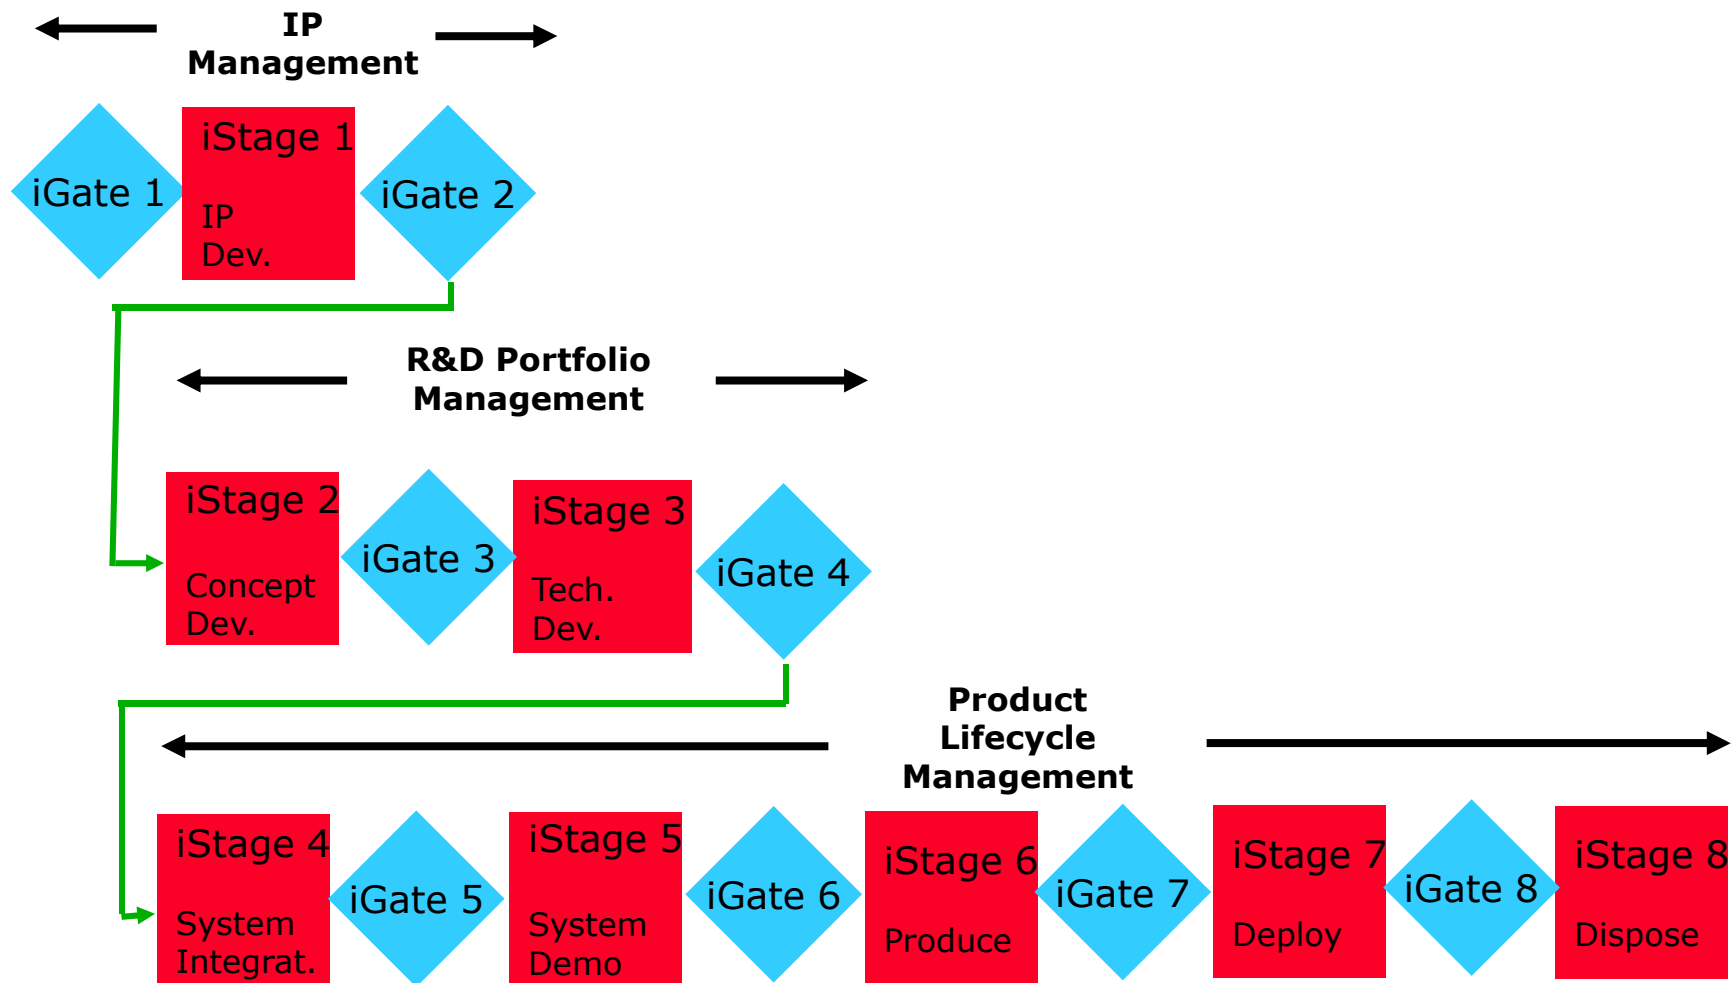 IP
Management
iGate 1
iStage 1
IP
Dev.
iGate 2
R&D Portfolio
Management
iStage 2
Concept
Dev.
iGate 3
iStage 3
Tech.
Dev.
iGate 4
Product
Lifecycle
Management
iStage 4
System
Integrat.
iGate 5
iStage 5
System
Demo
iGate 6
iStage 6
Produce
iGate 7
iStage 7
Deploy
iGate 8
iStage 8
Dispose